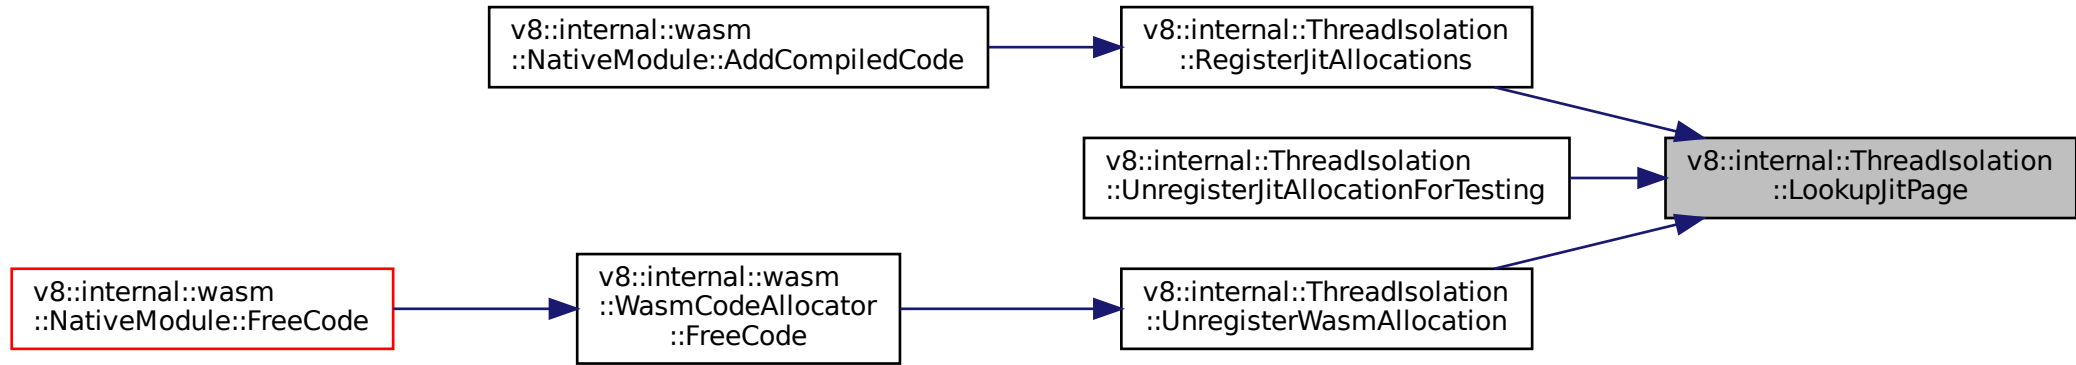 v8::internal::wasm
::NativeModule::AddCompiledCode
v8::internal::ThreadIsolation
::RegisterJitAllocations
v8::internal::ThreadIsolation
::UnregisterJitAllocationForTesting
v8::internal::ThreadIsolation
::LookupJitPage
v8::internal::wasm
::NativeModule::FreeCode
v8::internal::wasm
::WasmCodeAllocator
::FreeCode
v8::internal::ThreadIsolation
::UnregisterWasmAllocation